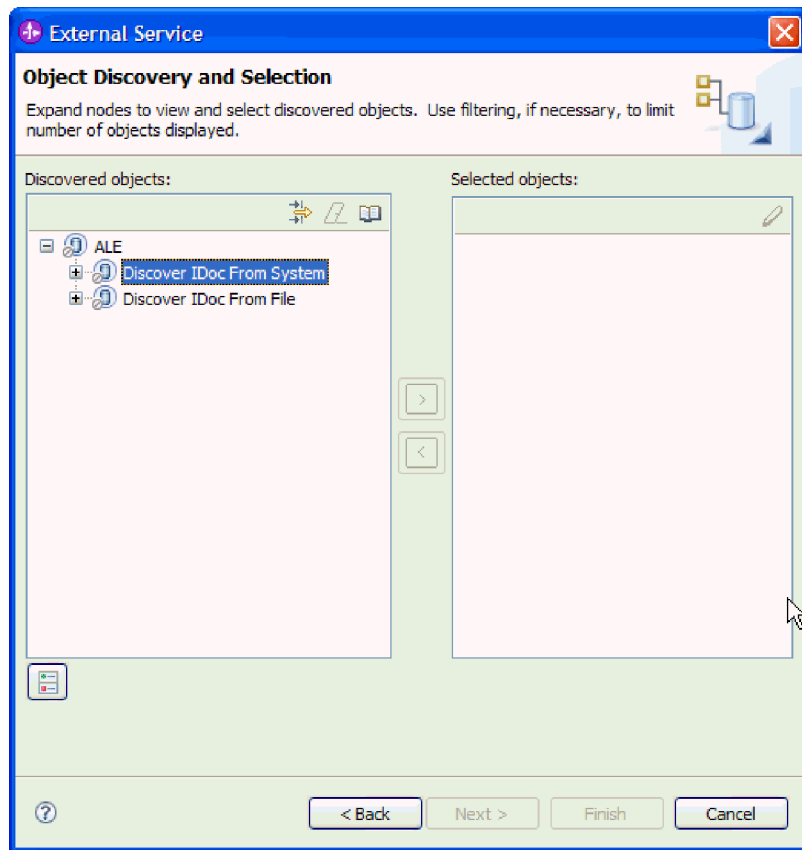 External Service
Object Discovery and Selection
Expand nodes to view and select discovered objects. Use filtering, if necessary, to limit
number of objects displayed.
Discovered objects:
Selected objects:
ALE
Discover IDoc From System
Discover IDoc From File
>
<
?
< Back
Next >
Finish
Cancel